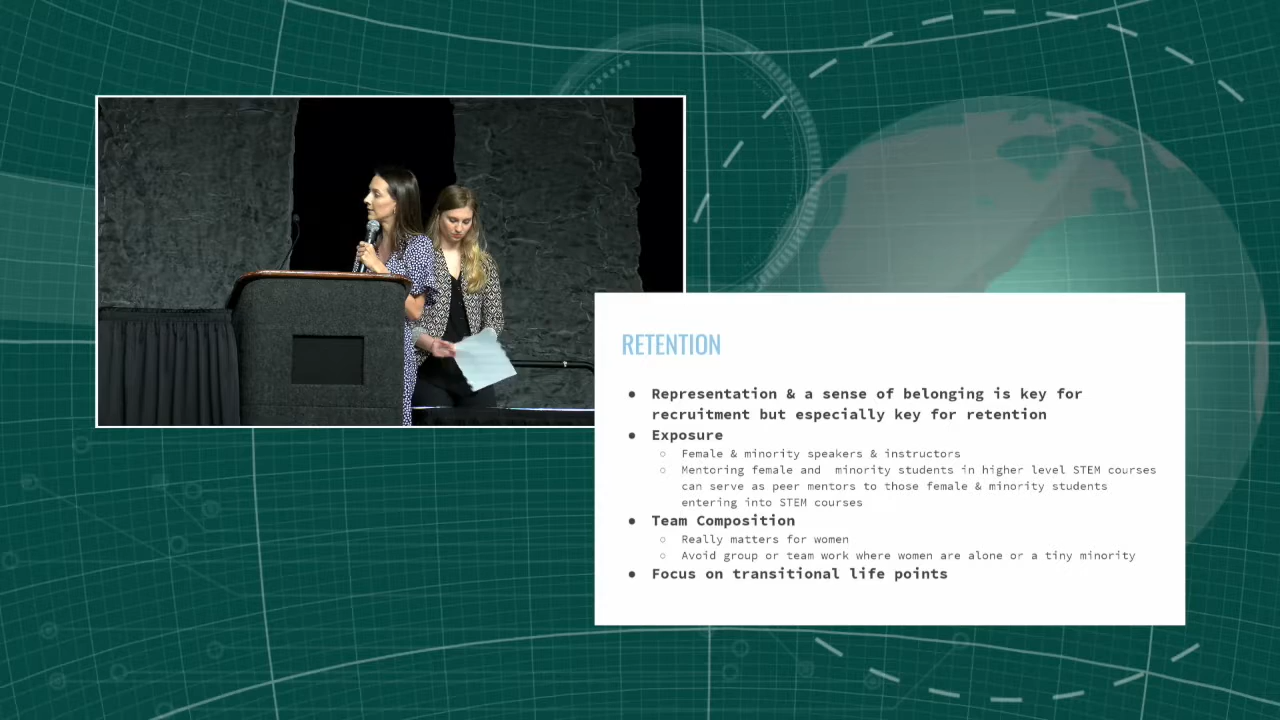 RETENTION
● Representation & a sense of belonging is key for
recruitment but especially key for retention
● Exposure
○ Female & minority speakers & instructors
○ Mentoring female and minority students in higher level STEM courses
can serve as peer mentors to those female & minority students
entering into STEM courses
● Team Composition
○ Really matters for women
○ Avoid group or team work where women are alone or a tiny minority
● Focus on transitional life points